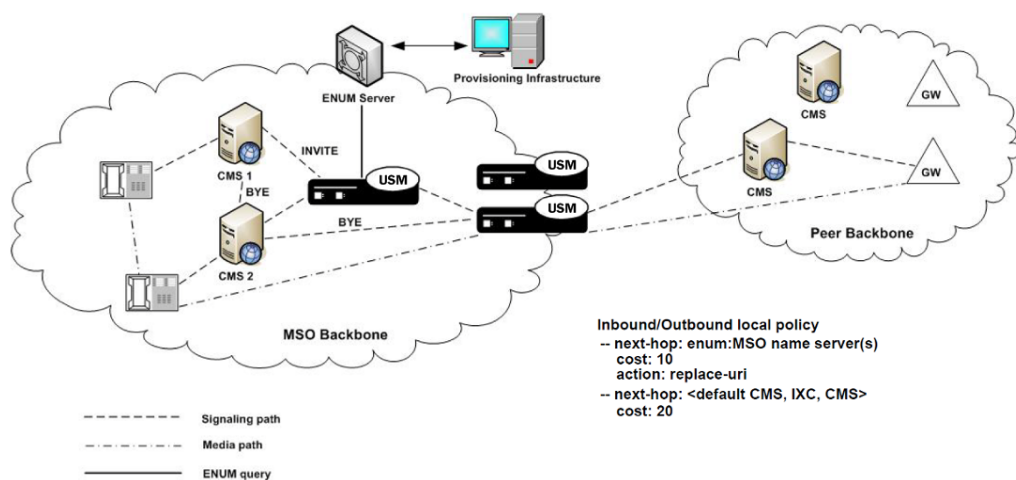 ENUM Server
Provisioning Infrastructure
CMS 1
INVITE
USM
BYE
CMS 2
BYE
USM
USM
MSO Backbone
CMS
GW
CMS
GW
Peer Backbone
Inbound/Outbound local policy
-- next-hop: enum:MSO name server(s)
cost: 10
action: replace-uri
-- next-hop: <default CMS, IXC, CMS>
cost: 20
Signaling path
Media path
ENUM query